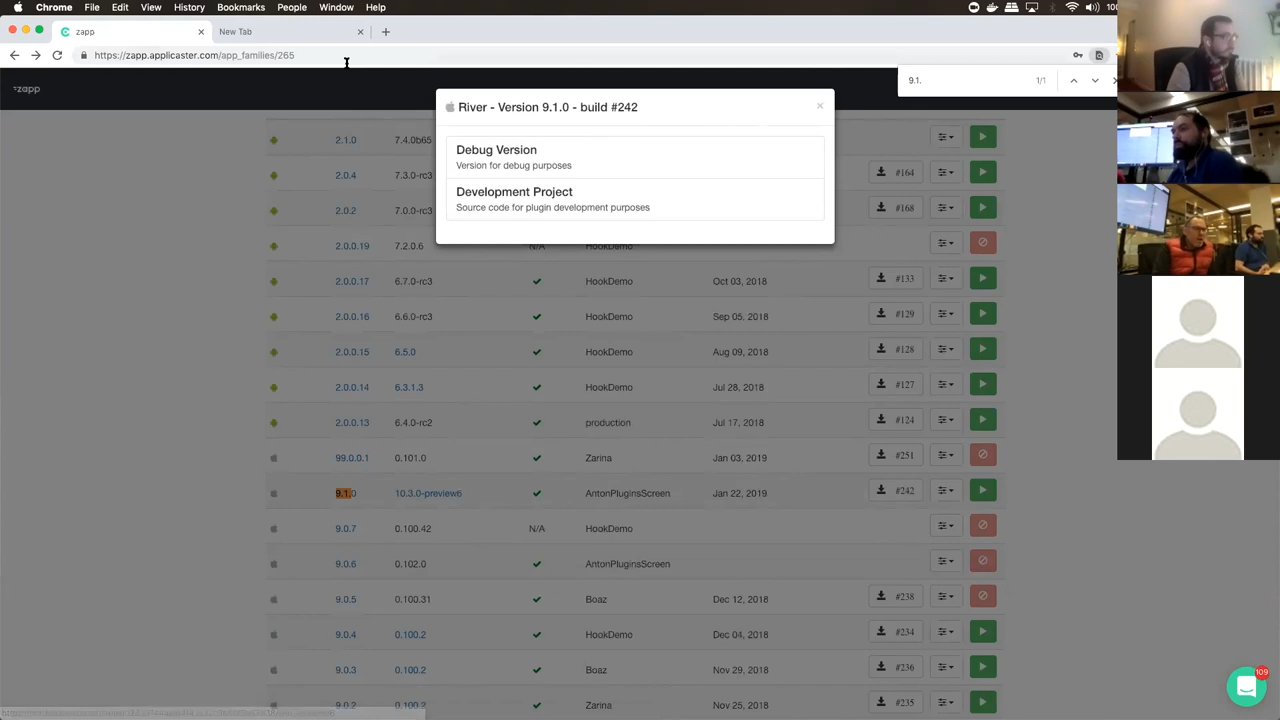 Chrome File Edit View History Bookmarks People Window Help
zapp
New Tab
https://zapp.applicaster.com/app_families/265
9.1. 1/1
zapp
River - Version 9.1.0 - build #242
Debug Version
Version for debug purposes
Development Project
Source code for plugin development purposes
2.1.0 7.4.0b65
2.0.4 7.3.0-rc3 #164
2.0.2 7.0.0-rc3 #168
2.0.0.19 7.2.0.6 N/A HookDemo
2.0.0.17 6.7.0-rc3 HookDemo Oct 03, 2018 #133
2.0.0.16 6.6.0-rc3 HookDemo Sep 05, 2018 #129
2.0.0.15 6.5.0 HookDemo Aug 09, 2018 #128
2.0.0.14 6.3.1.3 HookDemo Jul 28, 2018 #127
2.0.0.13 6.4.0-rc2 production Jul 17, 2018 #124
99.0.0.1 0.101.0 Zarina Jan 03, 2019 #251
9.1.0 10.3.0-preview6 AntonPluginsScreen Jan 22, 2019 #242
9.0.7 0.100.42 N/A HookDemo
9.0.6 0.102.0 AntonPluginsScreen
9.0.5 0.100.31 Boaz Dec 12, 2018 #238
9.0.4 0.100.2 HookDemo Dec 04, 2018 #234
9.0.3 0.100.2 Boaz Nov 29, 2018 #236
9.0.2 0.100.2 Zarina Nov 25, 2018 #235
109